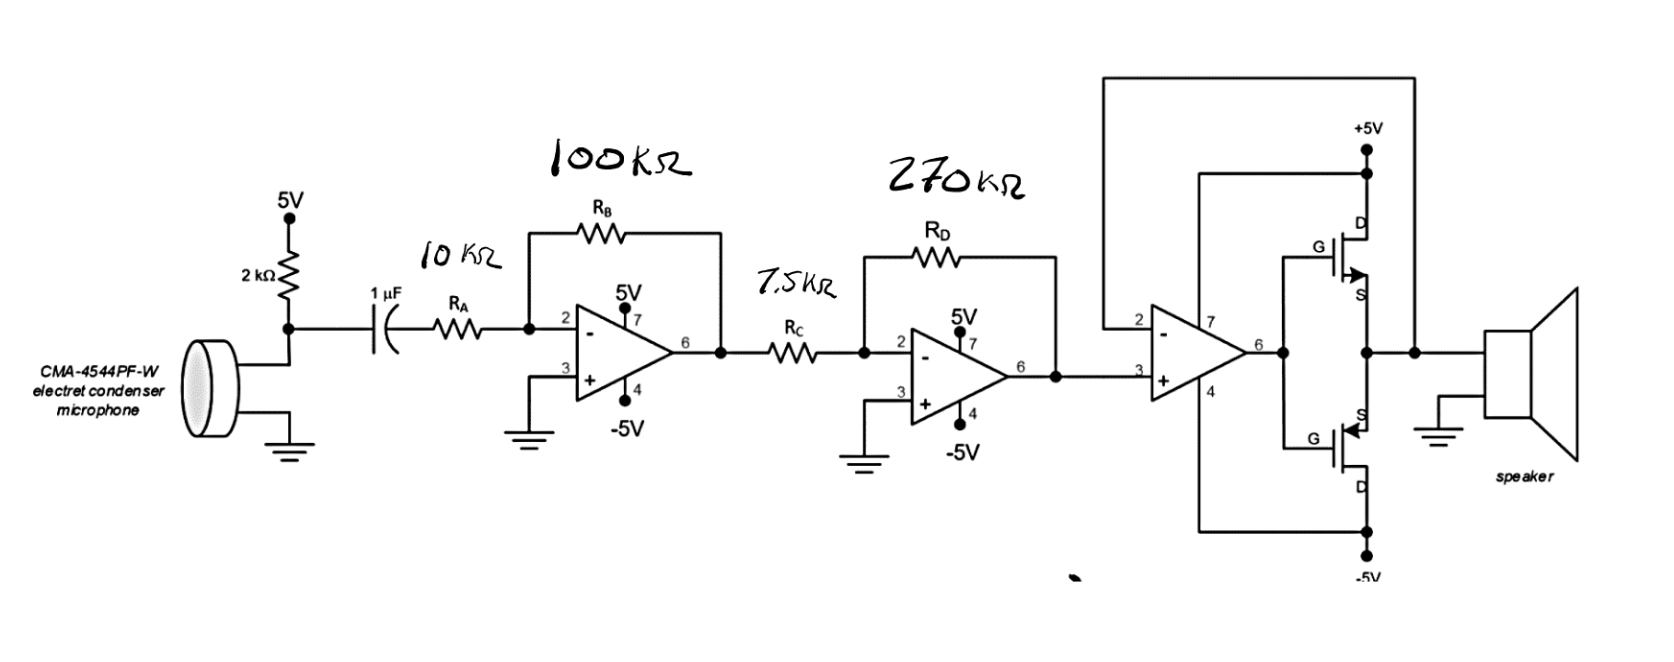 100KΩ
270KΩ
+5V
5V
R_B
R_D
D
10 KΩ
G
2 kΩ
7.5KΩ
1 μF
R_A
5V
S
2
-
7
R_C
5V
2
-
7
6
2
-
7
6
3
+
4
6
3
+
CMA-4544PF-W
electret condenser
microphone
3
+
4
4
-5V
S
G
-5V
speaker
D
-5V